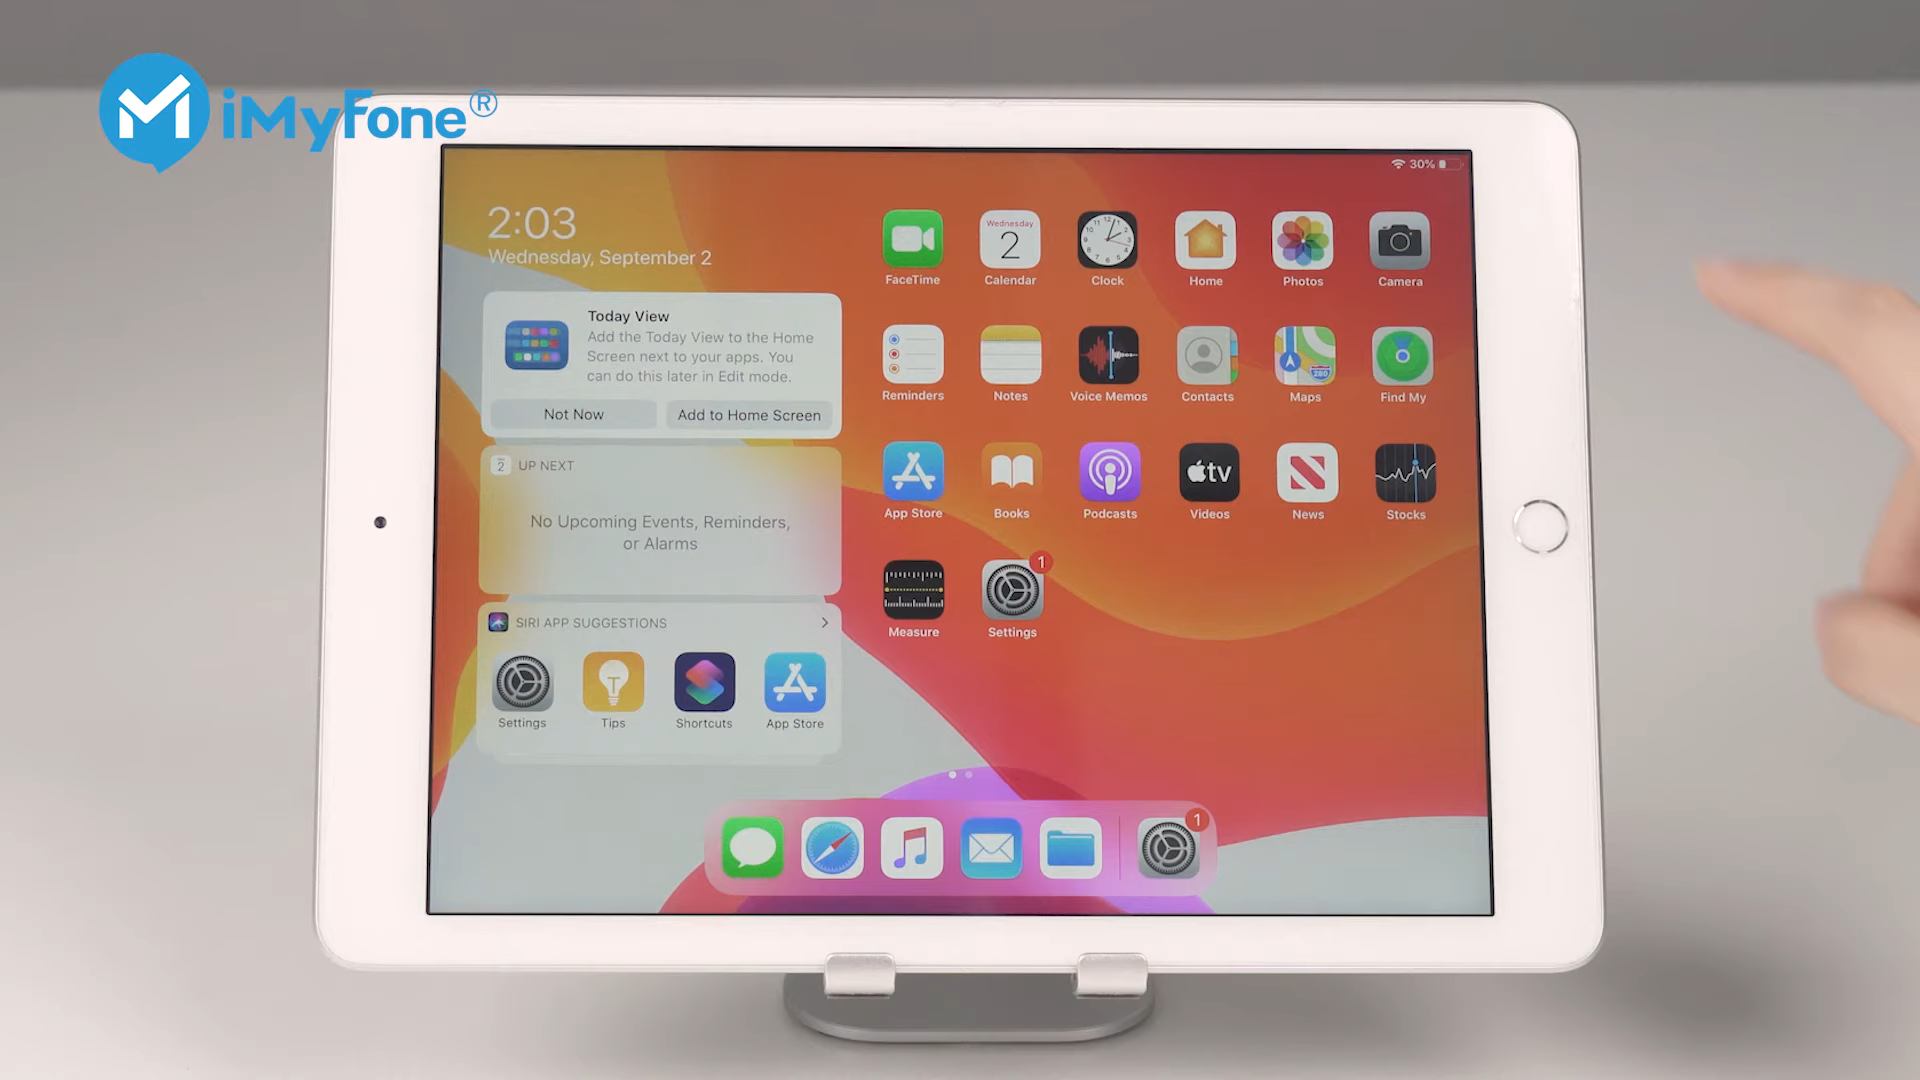 iMyFone®
30%
2:03
Wednesday, September 2
Today View
Add the Today View to the Home
Screen next to your apps. You
can do this later in Edit mode.
Not Now
Add to Home Screen
2
UP NEXT
No Upcoming Events, Reminders,
or Alarms
SIRI APP SUGGESTIONS
Settings
Tips
Shortcuts
App Store
Wednesday
2
FaceTime
Calendar
Clock
Home
Photos
Camera
280
Reminders
Notes
Voice Memos
Contacts
Maps
Find My
tv
App Store
Books
Podcasts
Videos
News
Stocks
1
Measure
Settings
1